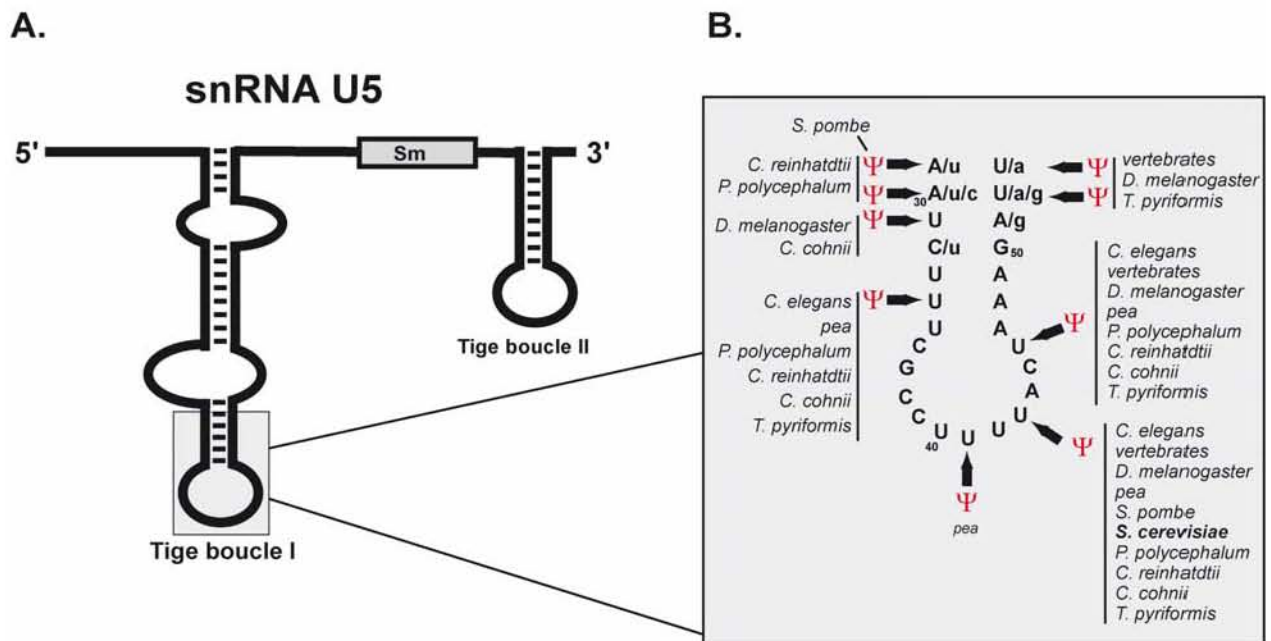 A.
snRNA U5
5'
Sm
3'
Tige boucle II
Tige boucle I
B.
S. pombe
C. reinhatdtii
P. polycephalum
D. melanogaster
C. cohnii
C. elegans
pea
P. polycephalum
C. reinhatdtii
C. cohnii
T. pyriformis
Ψ A/u U/a Ψ
Ψ 30 A/u/c U/a/g Ψ
Ψ U A/g
C/u G 50
U A
Ψ U A
U A
C U Ψ
G C
C A
C U Ψ
U U U
40
Ψ
pea
vertebrates
D. melanogaster
T. pyriformis
C. elegans
vertebrates
D. melanogaster
pea
P. polycephalum
C. reinhatdtii
C. cohnii
T. pyriformis
C. elegans
vertebrates
D. melanogaster
pea
S. pombe
S. cerevisiae
P. polycephalum
C. reinhatdtii
C. cohnii
T. pyriformis